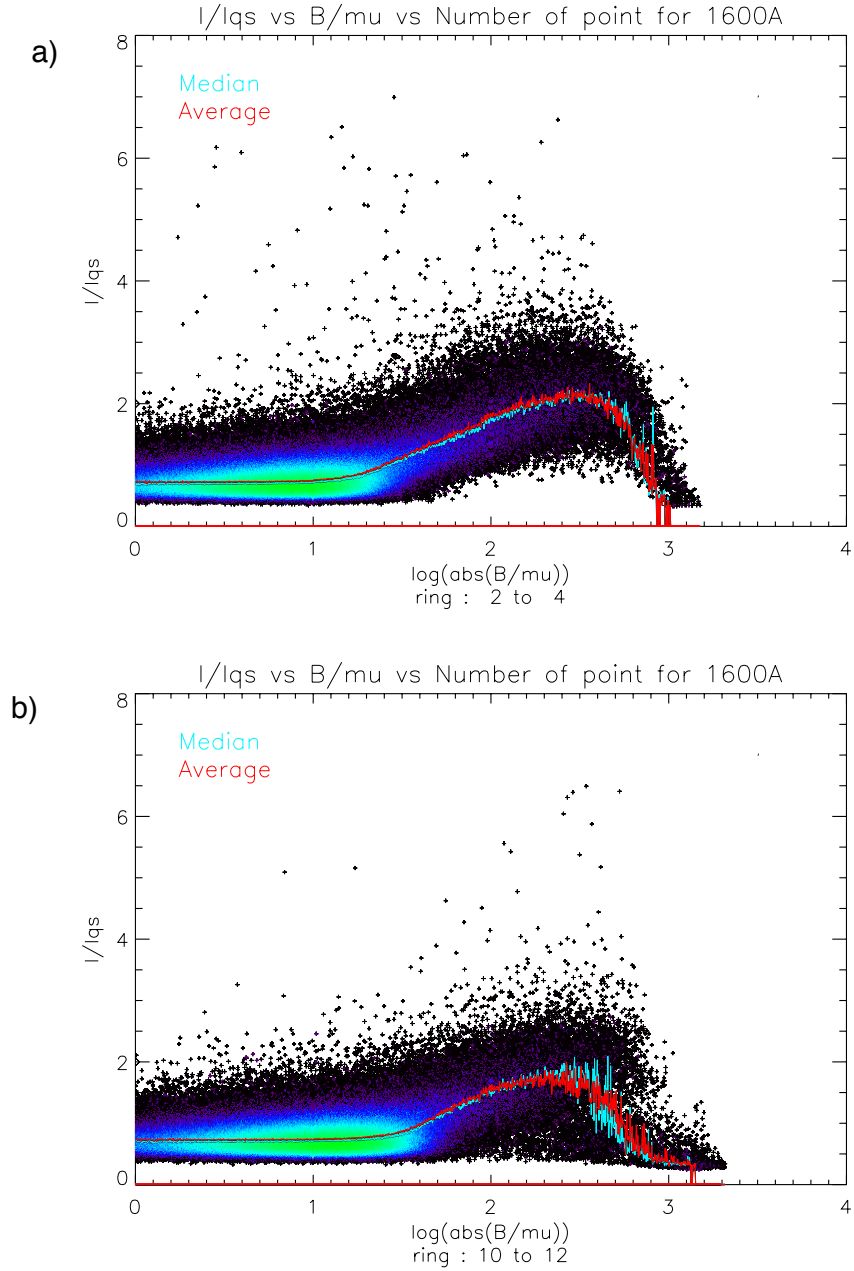 I/Iqs vs B/mu vs Number of point for 1600A
a)
8
Median
Average
6
I/Iqs
4
2
0
0 1 2 3 4
log(abs(B/mu))
ring : 2 to 4
I/Iqs vs B/mu vs Number of point for 1600A
b)
8
Median
Average
6
I/Iqs
4
2
0
0 1 2 3 4
log(abs(B/mu))
ring : 10 to 12